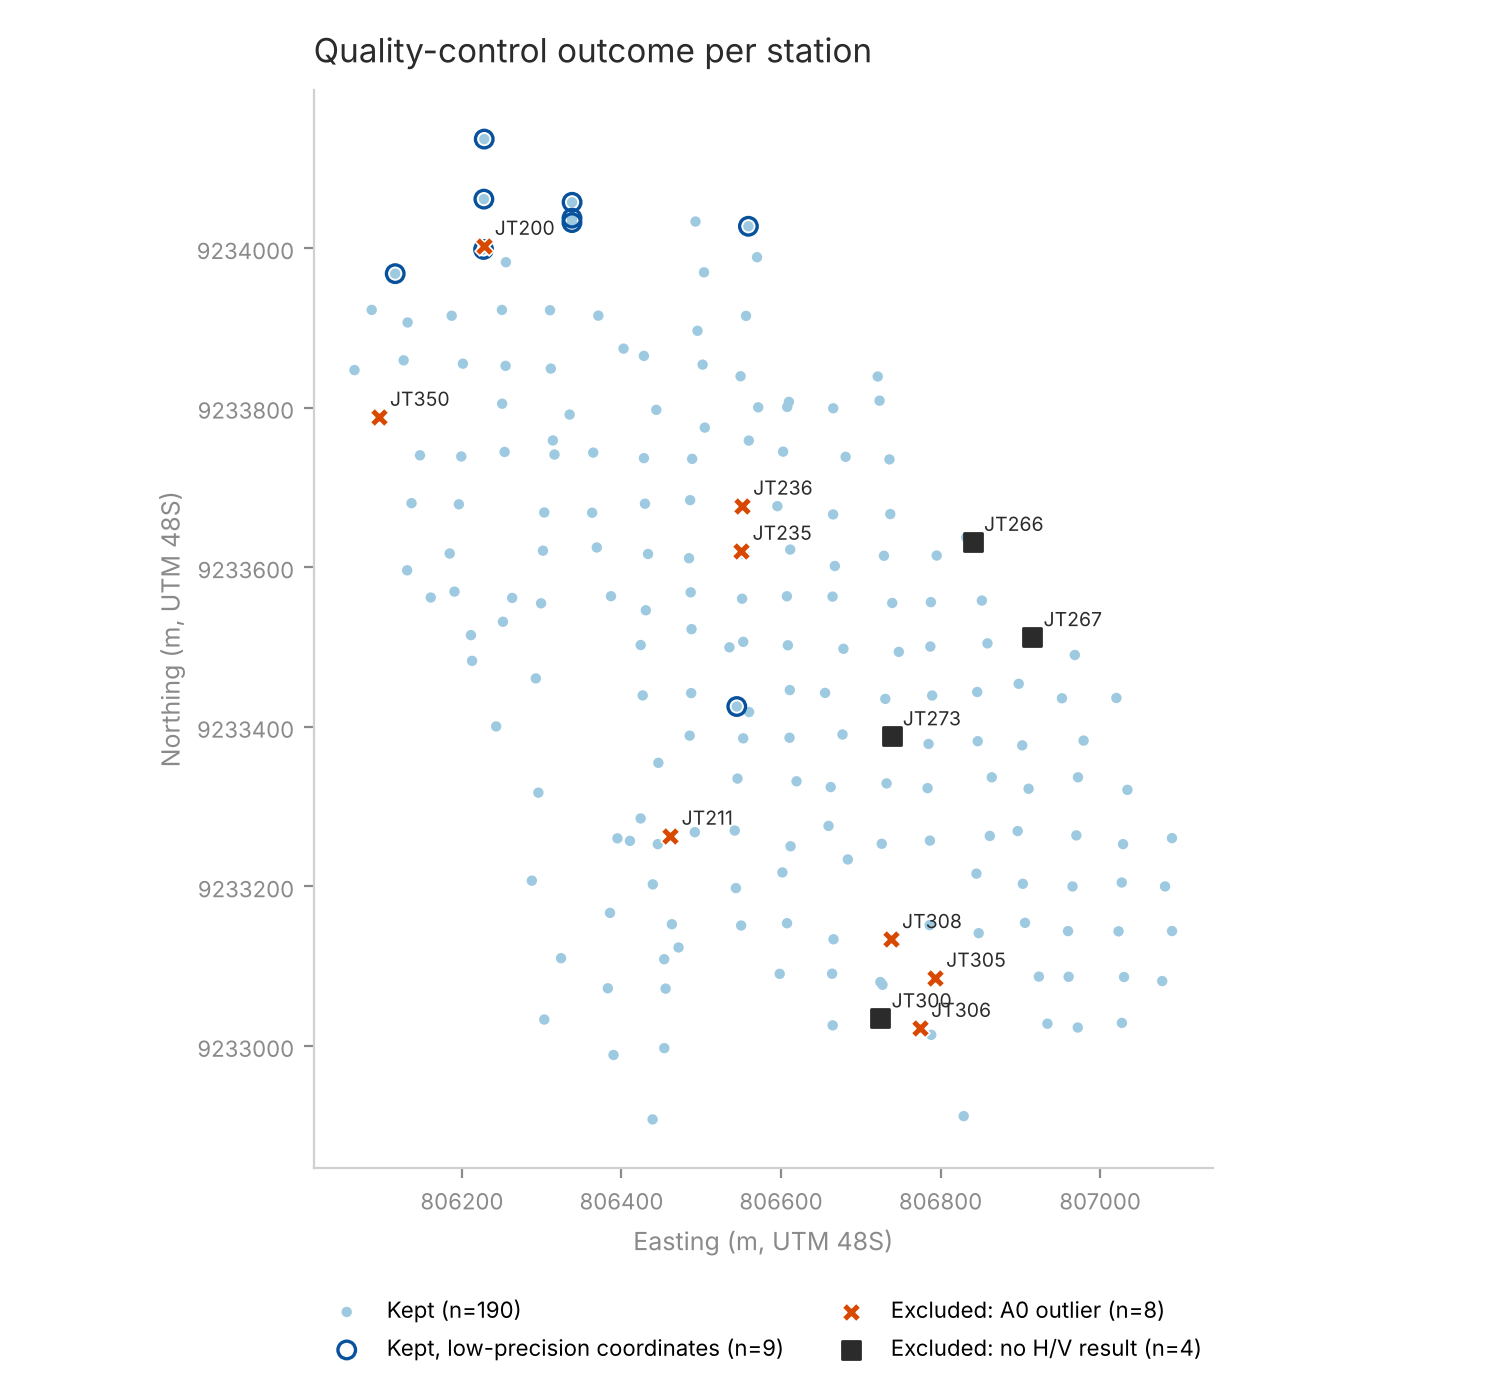 Quality-control outcome per station
JT200
9234000
JT350
9233800
JT236
JT235
JT266
9233600
JT267
Northing (m, UTM 48S)
JT273
9233400
JT211
9233200
JT308
JT305
JT300
JT306
9233000
806200 806400 806600 806800 807000
Easting (m, UTM 48S)
Kept (n=190)
Excluded: A0 outlier (n=8)
Kept, low-precision coordinates (n=9)
Excluded: no H/V result (n=4)